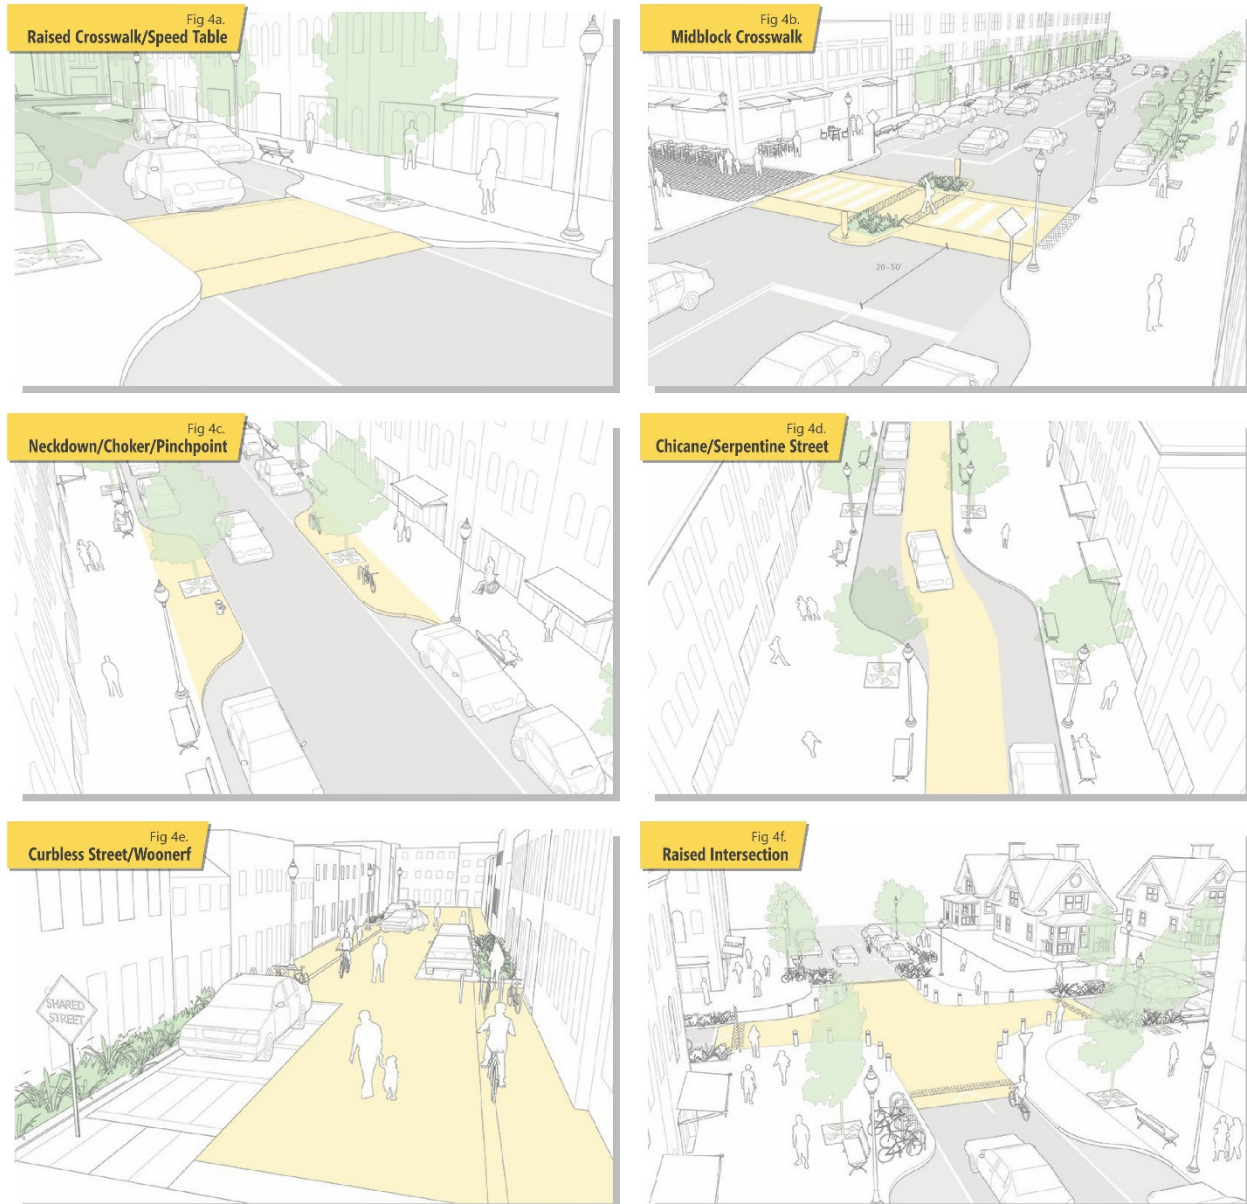 Fig 4a.
Raised Crosswalk/Speed Table
Fig 4b.
Midblock Crosswalk
20–50'
Fig 4c.
Neckdown/Choker/Pinchpoint
Fig 4d.
Chicane/Serpentine Street
Fig 4e.
Curbless Street/Woonerf
SHARED
STREET
Fig 4f.
Raised Intersection